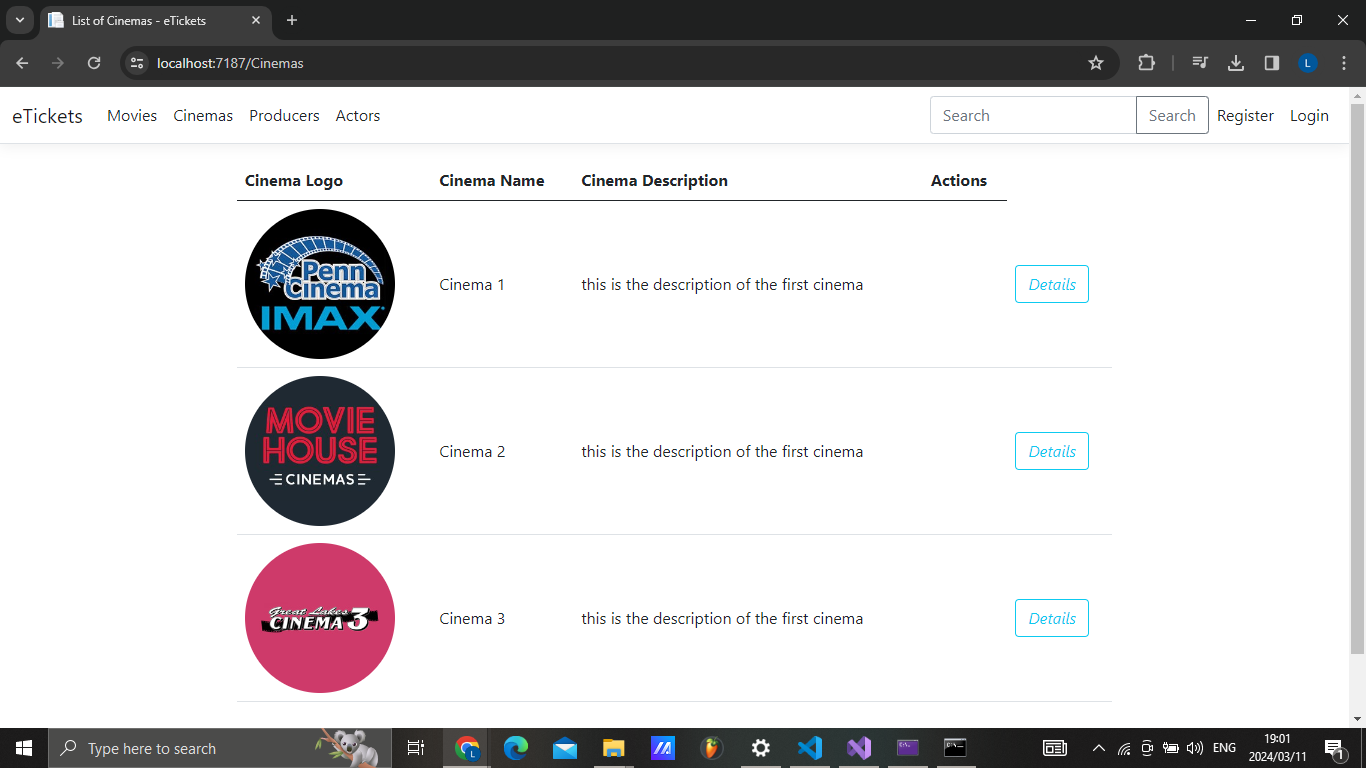 List of Cinemas - eTickets
localhost:7187/Cinemas
L
eTickets Movies Cinemas Producers Actors Search Search Register Login
Cinema Logo Cinema Name Cinema Description Actions
Penn
Cinema
IMAX
Cinema 1 this is the description of the first cinema Details
MOVIE
HOUSE
CINEMAS
Cinema 2 this is the description of the first cinema Details
Great Lakes
CINEMA 3
Cinema 3 this is the description of the first cinema Details
Type here to search
L
ENG
19:01
2024/03/11
1